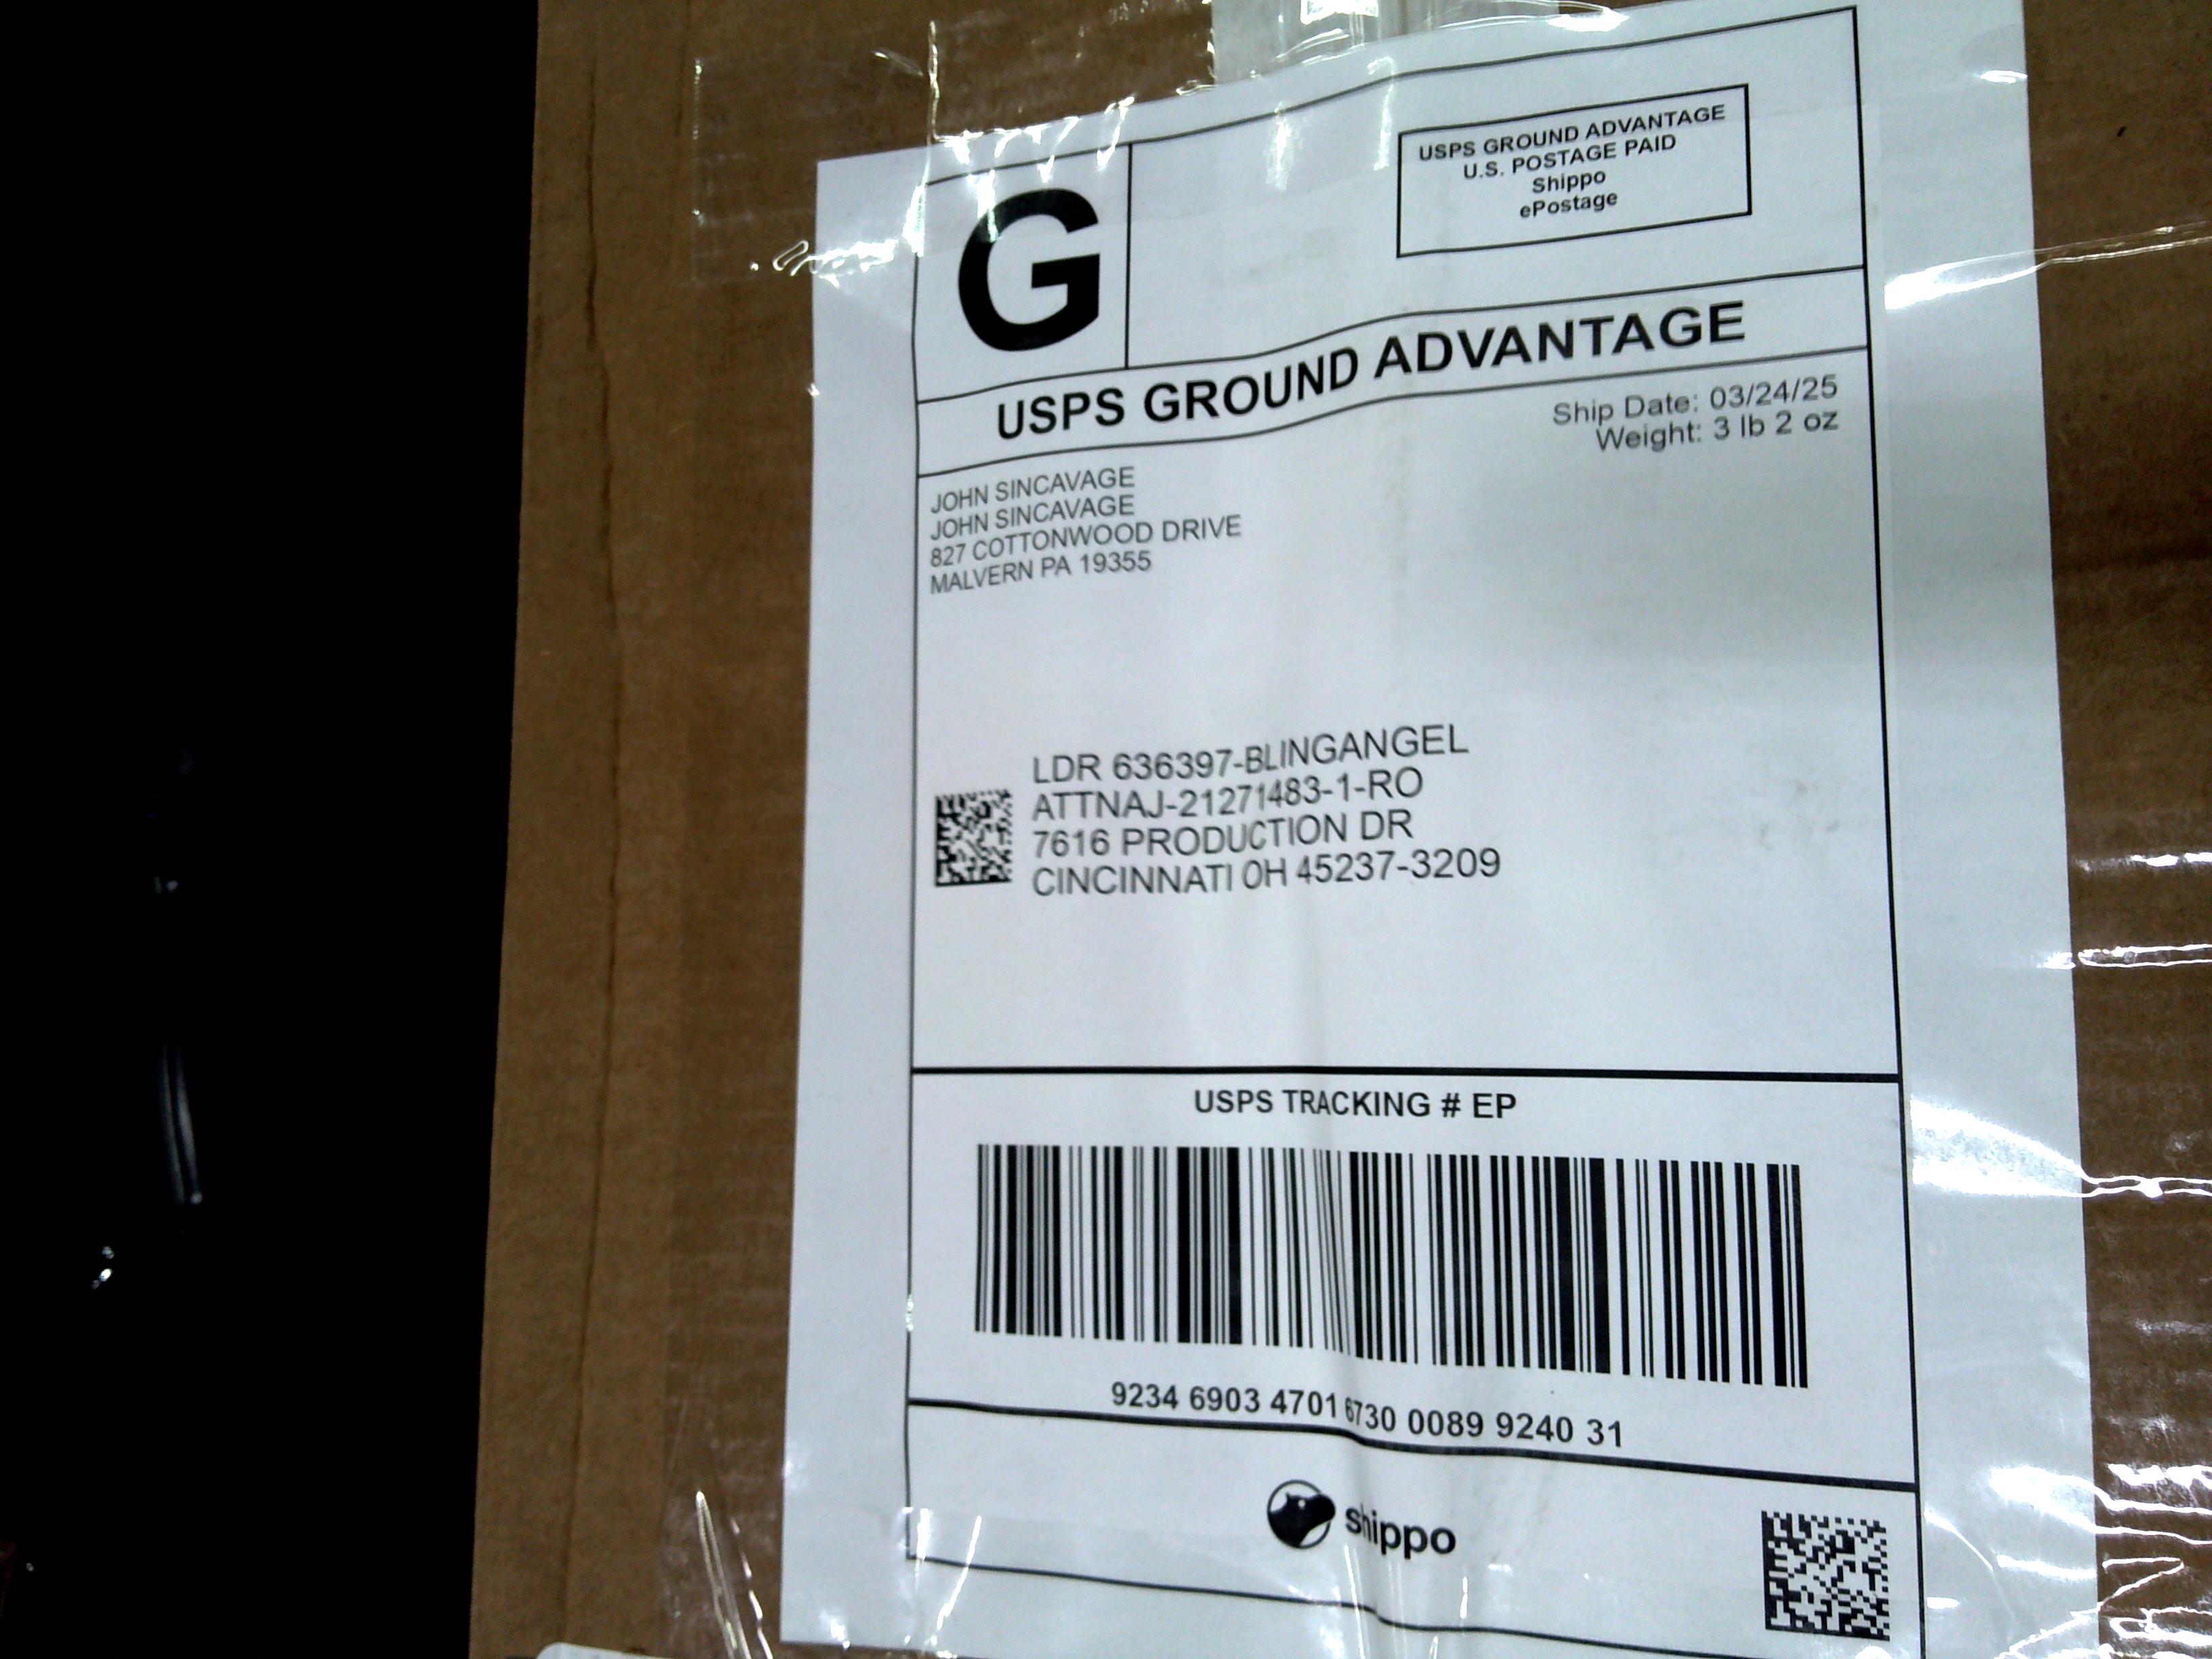 USPS GROUND ADVANTAGE
U.S. POSTAGE PAID
Shippo
ePostage
G
USPS GROUND ADVANTAGE
Ship Date: 03/24/25
Weight: 3 lb 2 oz
JOHN SINCAVAGE
JOHN SINCAVAGE
827 COTTONWOOD DRIVE
MALVERN PA 19355
LDR 636397-BLINGANGEL
ATTNAJ-21271483-1-RO
7616 PRODUCTION DR
CINCINNATI OH 45237-3209
USPS TRACKING # EP
9234 6903 4701 6730 0089 9240 31
shippo